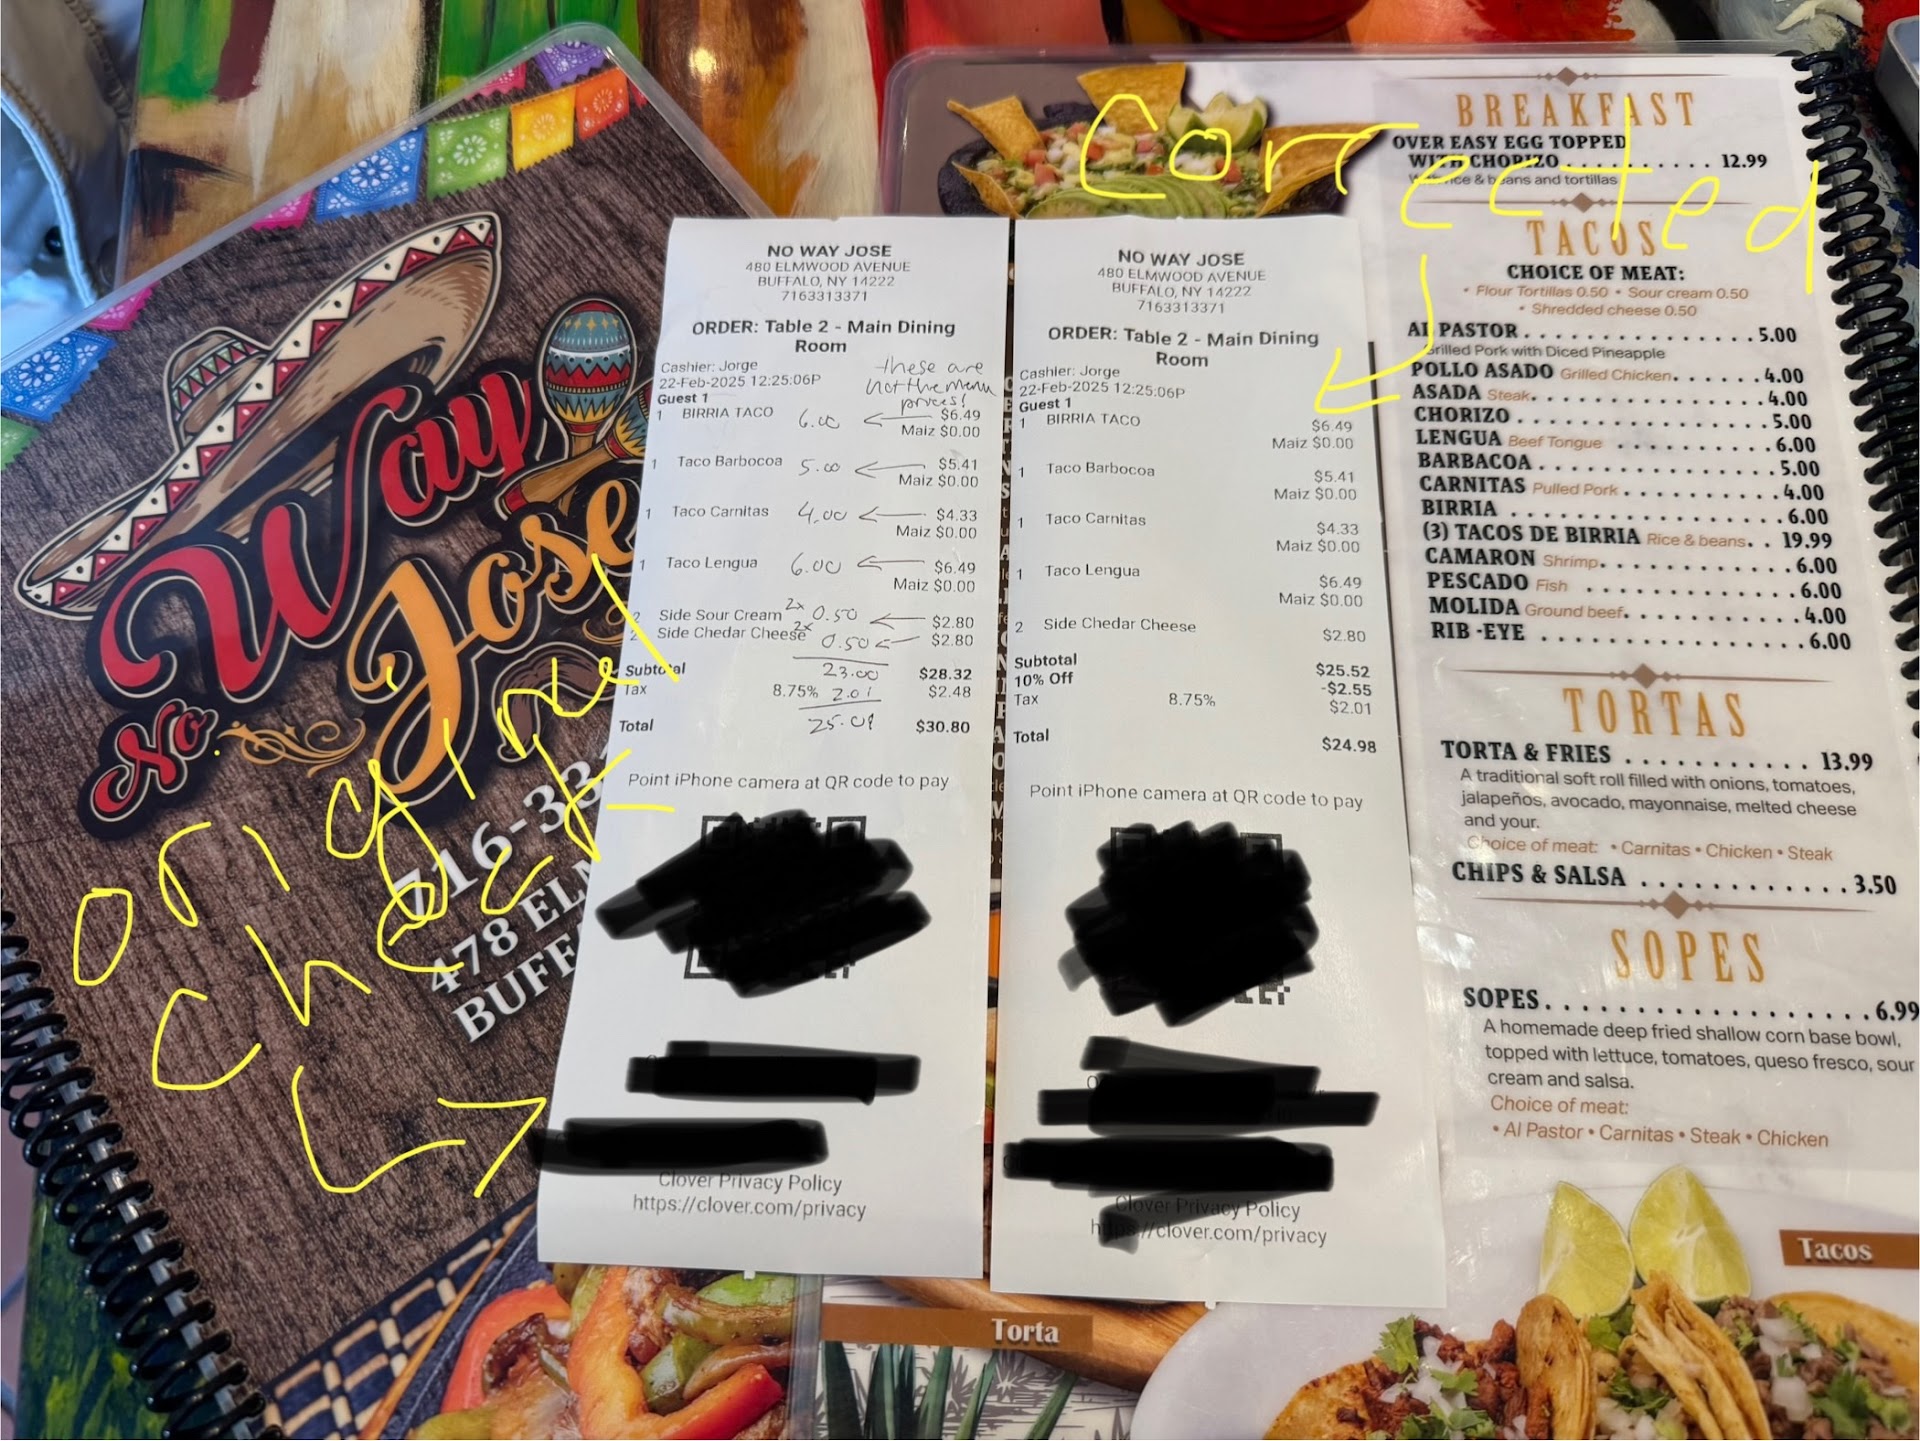 No Way Jose
716-33
478 ELM
BUFF
original
check
Corrected
NO WAY JOSE
480 ELMWOOD AVENUE
BUFFALO, NY 14222
7163313371
ORDER: Table 2 - Main Dining
Room
Cashier: Jorge
22-Feb-2025 12:25:06P
these are
not the menu
prices!
Guest 1
1 BIRRIA TACO 6.00 $6.49
Maiz $0.00
1 Taco Barbocoa 5.00 $5.41
Maiz $0.00
1 Taco Carnitas 4.00 $4.33
Maiz $0.00
1 Taco Lengua 6.00 $6.49
Maiz $0.00
2 Side Sour Cream 2x 0.50 $2.80
2 Side Chedar Cheese 2x 0.50 $2.80
Subtotal 23.00 $28.32
Tax 8.75% 2.01 $2.48
Total 25.01 $30.80
Point iPhone camera at QR code to pay
Clover Privacy Policy
https://clover.com/privacy
NO WAY JOSE
480 ELMWOOD AVENUE
BUFFALO, NY 14222
7163313371
ORDER: Table 2 - Main Dining
Room
Cashier: Jorge
22-Feb-2025 12:25:06P
Guest 1
1 BIRRIA TACO $6.49
Maiz $0.00
1 Taco Barbocoa $5.41
Maiz $0.00
1 Taco Carnitas $4.33
Maiz $0.00
1 Taco Lengua $6.49
Maiz $0.00
2 Side Chedar Cheese $2.80
Subtotal $25.52
10% Off -$2.55
Tax 8.75% $2.01
Total $24.98
Point iPhone camera at QR code to pay
Clover Privacy Policy
https://clover.com/privacy
BREAKFAST
OVER EASY EGG TOPPED
WITH CHORIZO . . . . . . . . . . 12.99
With rice & beans and tortillas
TACOS
CHOICE OF MEAT:
• Flour Tortillas 0.50 • Sour cream 0.50
• Shredded cheese 0.50
Al PASTOR . . . . . . . . . . 5.00
Grilled Pork with Diced Pineapple
POLLO ASADO Grilled Chicken. . . . . . 4.00
ASADA Steak. . . . . . . . . . 4.00
CHORIZO . . . . . . . . . . 5.00
LENGUA Beef Tongue . . . . . . . . . . 6.00
BARBACOA . . . . . . . . . . 5.00
CARNITAS Pulled Pork . . . . . . . . . . 4.00
BIRRIA . . . . . . . . . . 6.00
(3) TACOS DE BIRRIA Rice & beans. . 19.99
CAMARON Shrimp. . . . . . . . . . 6.00
PESCADO Fish . . . . . . . . . . 6.00
MOLIDA Ground beef. . . . . . . . . . 4.00
RIB -EYE . . . . . . . . . . 6.00
TORTAS
TORTA & FRIES . . . . . . . . . . 13.99
A traditional soft roll filled with onions, tomatoes,
jalapeños, avocado, mayonnaise, melted cheese
and your.
Choice of meat: • Carnitas • Chicken • Steak
CHIPS & SALSA . . . . . . . . . . 3.50
SOPES
SOPES. . . . . . . . . . 6.99
A homemade deep fried shallow corn base bowl,
topped with lettuce, tomatoes, queso fresco, sour
cream and salsa.
Choice of meat:
• Al Pastor • Carnitas • Steak • Chicken
Tacos
Torta